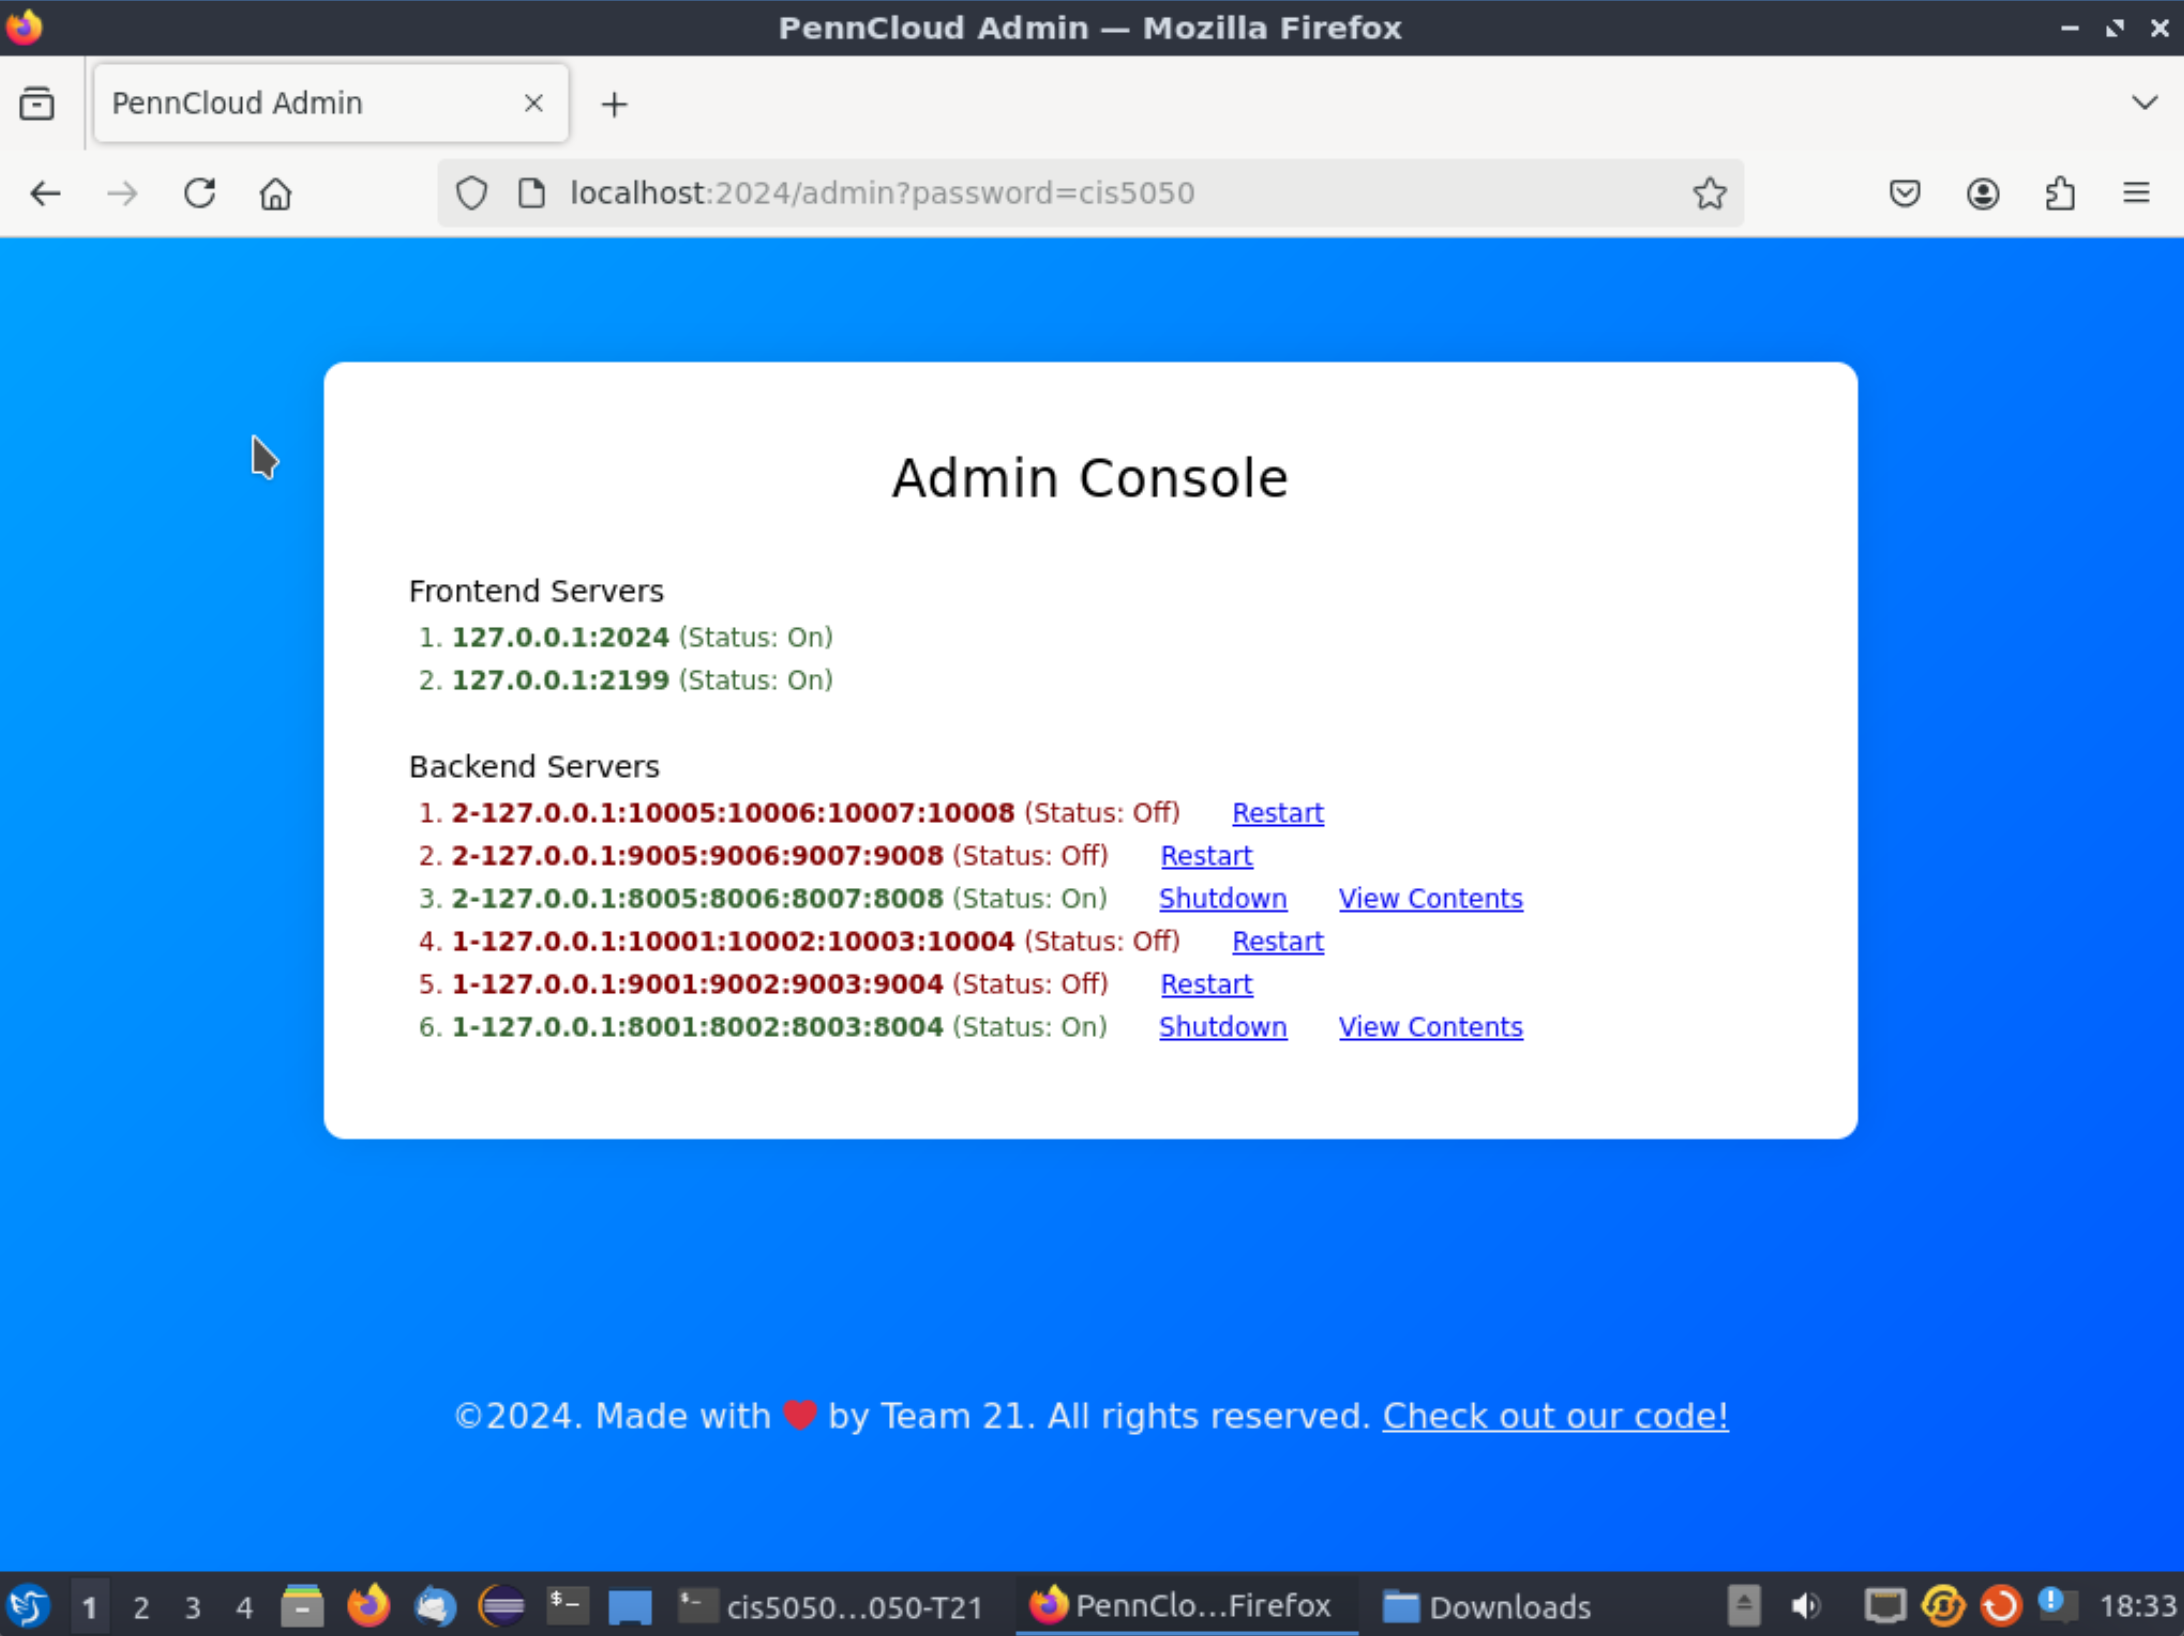 PennCloud Admin — Mozilla Firefox
PennCloud Admin
localhost:2024/admin?password=cis5050
Admin Console
Frontend Servers
1. 127.0.0.1:2024 (Status: On)
2. 127.0.0.1:2199 (Status: On)
Backend Servers
1. 2-127.0.0.1:10005:10006:10007:10008 (Status: Off) Restart
2. 2-127.0.0.1:9005:9006:9007:9008 (Status: Off) Restart
3. 2-127.0.0.1:8005:8006:8007:8008 (Status: On) Shutdown View Contents
4. 1-127.0.0.1:10001:10002:10003:10004 (Status: Off) Restart
5. 1-127.0.0.1:9001:9002:9003:9004 (Status: Off) Restart
6. 1-127.0.0.1:8001:8002:8003:8004 (Status: On) Shutdown View Contents
©2024. Made with ❤️ by Team 21. All rights reserved. Check out our code!
1 2 3 4 cis5050...050-T21 PennClo...Firefox Downloads 18:33